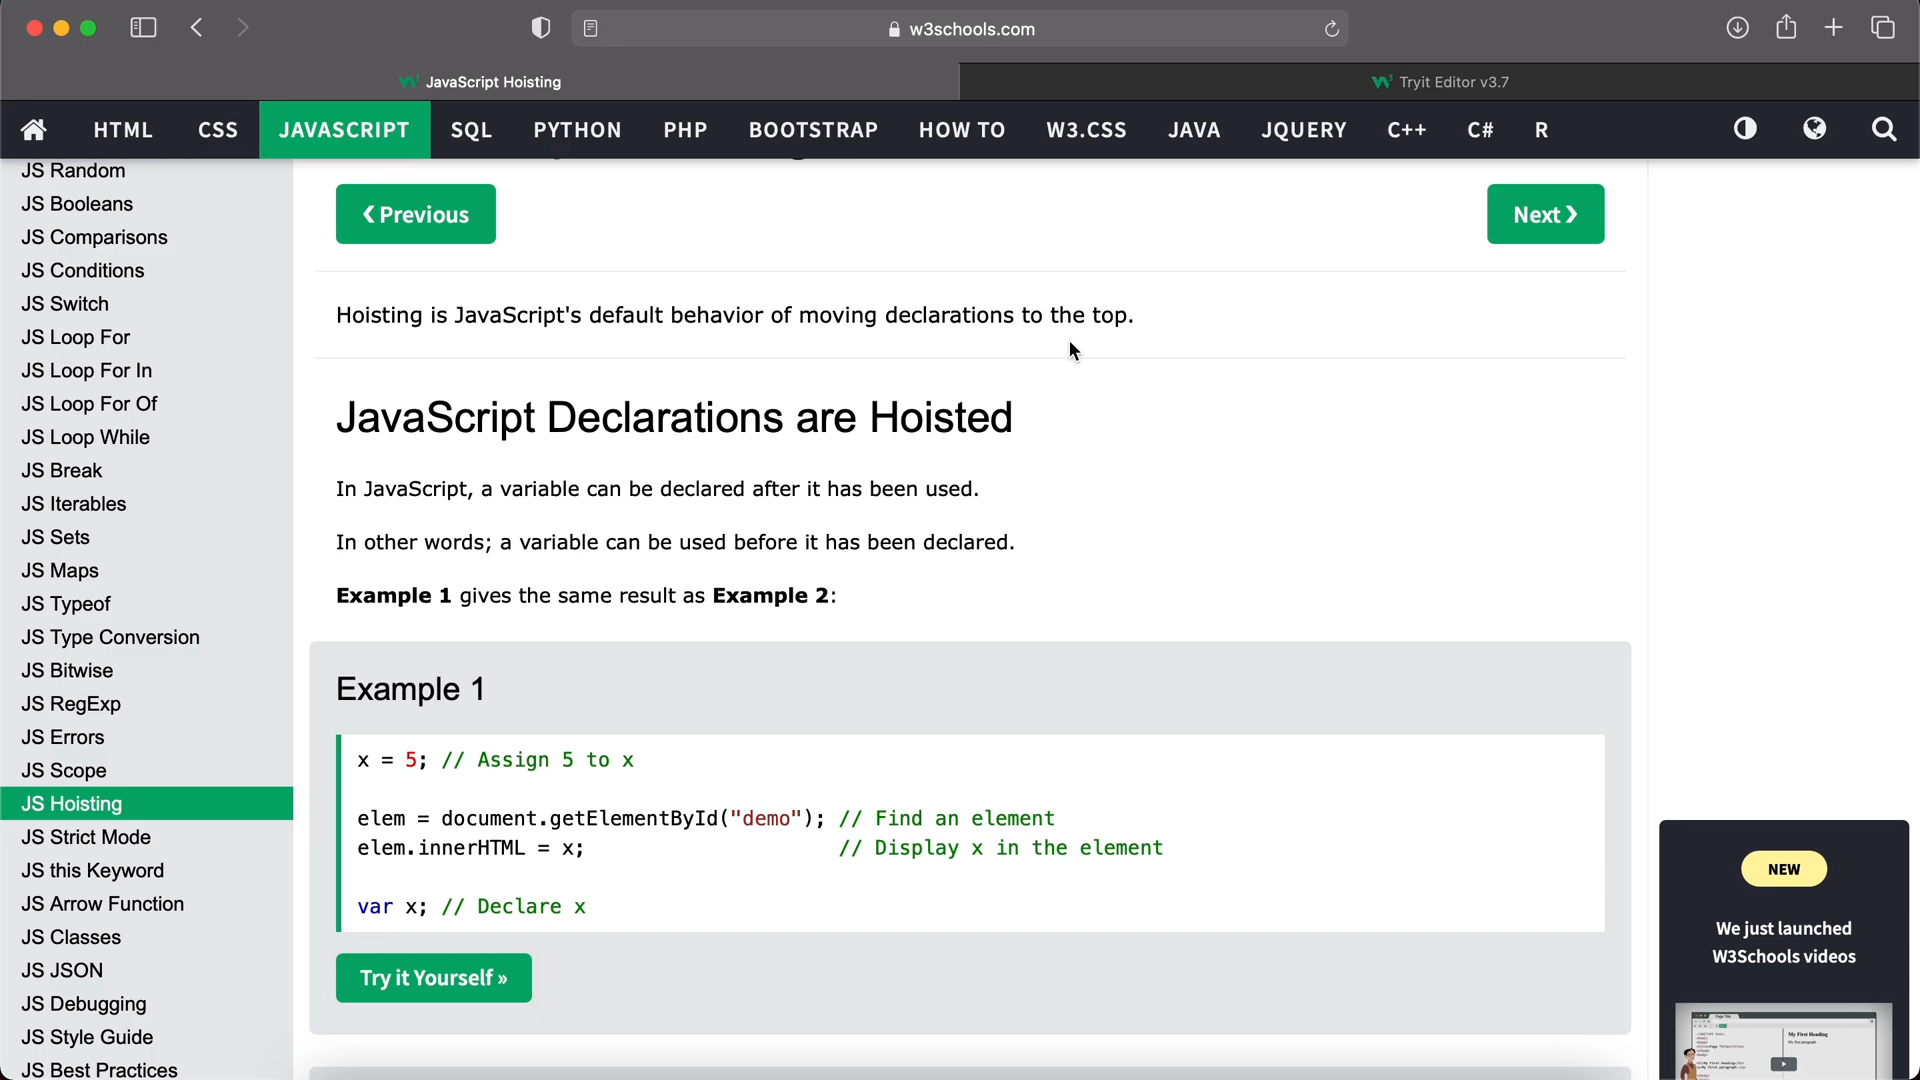 w3schools.com
JavaScript Hoisting
Tryit Editor v3.7
HTML CSS JAVASCRIPT SQL PYTHON PHP BOOTSTRAP HOW TO W3.CSS JAVA JQUERY C++ C# R
JS Random
JS Booleans
JS Comparisons
JS Conditions
JS Switch
JS Loop For
JS Loop For In
JS Loop For Of
JS Loop While
JS Break
JS Iterables
JS Sets
JS Maps
JS Typeof
JS Type Conversion
JS Bitwise
JS RegExp
JS Errors
JS Scope
JS Hoisting
JS Strict Mode
JS this Keyword
JS Arrow Function
JS Classes
JS JSON
JS Debugging
JS Style Guide
JS Best Practices
❮ Previous
Next ❯
Hoisting is JavaScript's default behavior of moving declarations to the top.
JavaScript Declarations are Hoisted
In JavaScript, a variable can be declared after it has been used.
In other words; a variable can be used before it has been declared.
Example 1 gives the same result as Example 2:
Example 1
x = 5; // Assign 5 to x
elem = document.getElementById("demo"); // Find an element
elem.innerHTML = x; // Display x in the element
var x; // Declare x
Try it Yourself »
NEW
We just launched
W3Schools videos
My First Heading